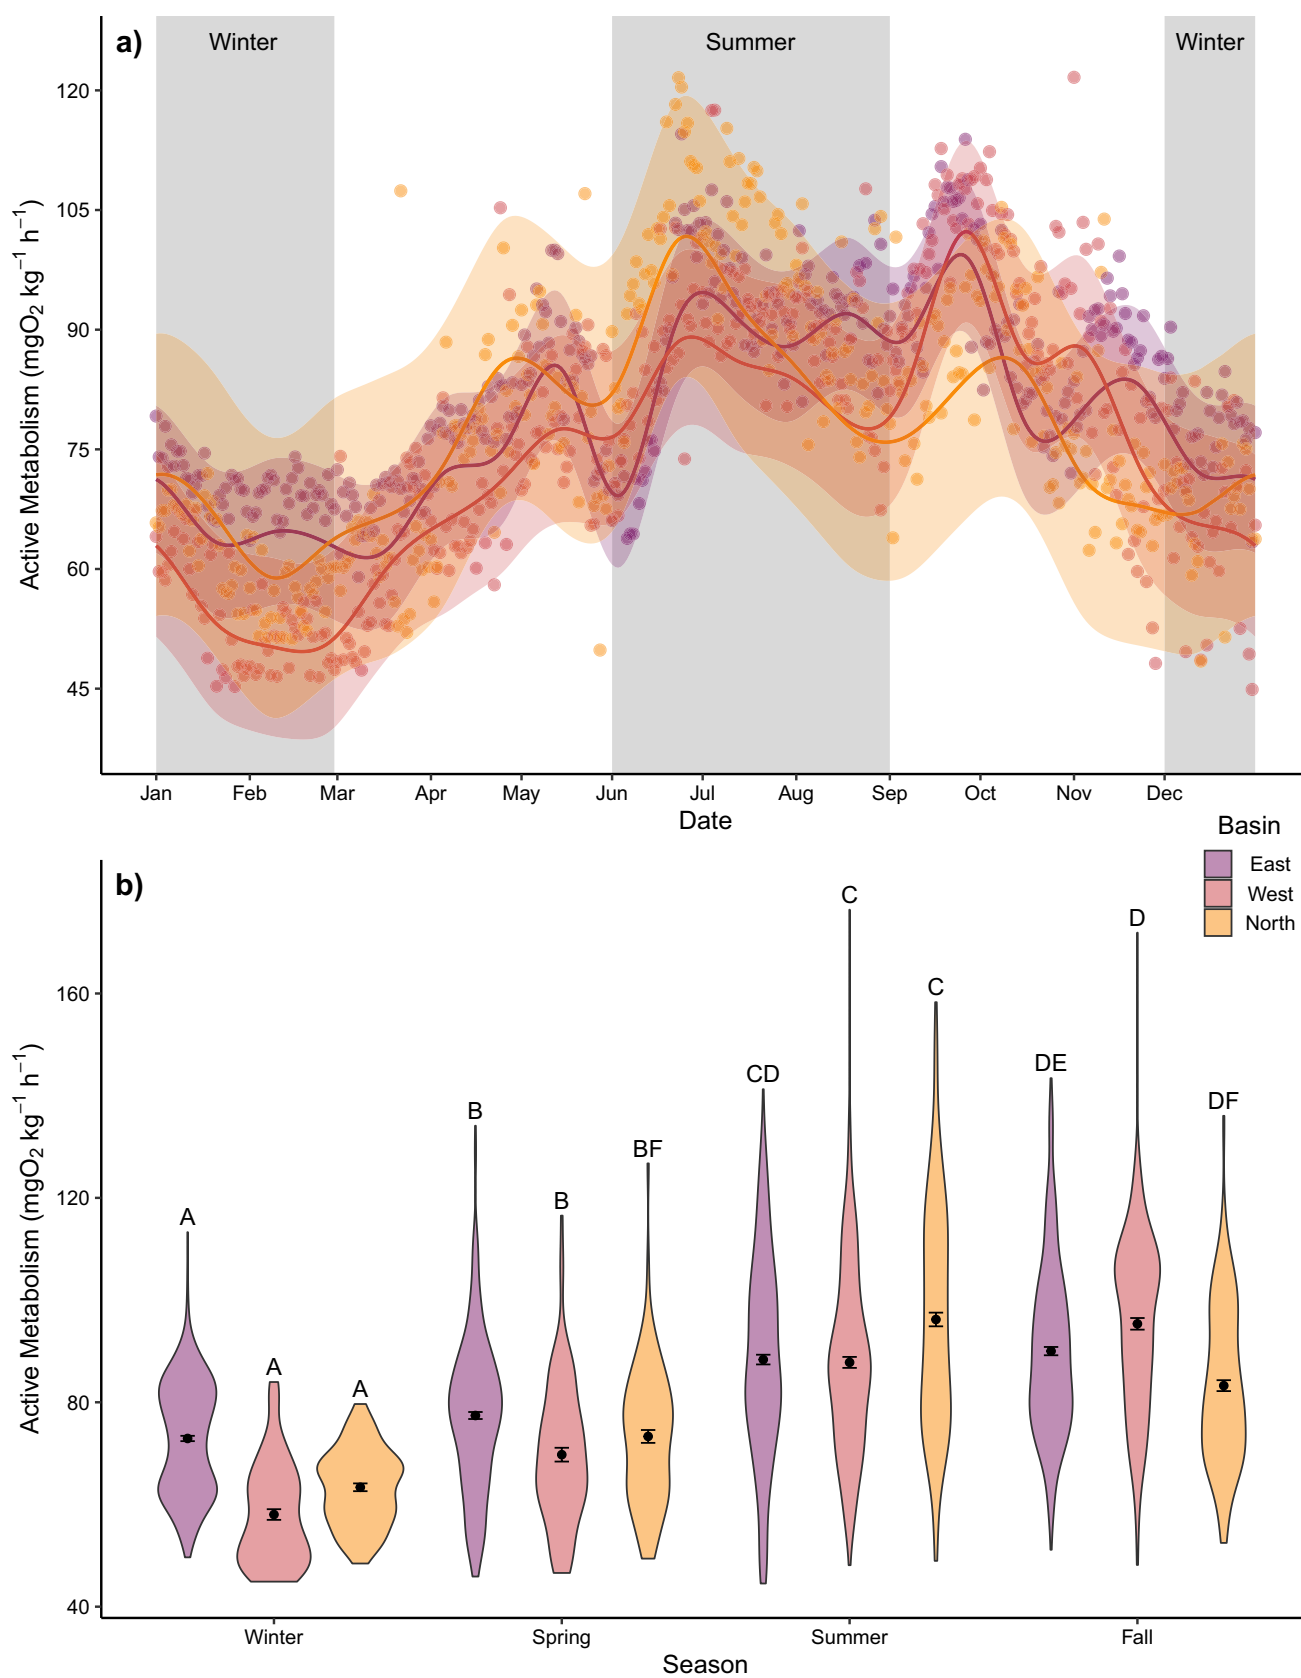 a)
Winter
Summer
Winter
120
105
90
75
60
45
Active Metabolism (mgO₂ kg⁻¹ h⁻¹)
Jan Feb Mar Apr May Jun Jul Aug Sep Oct Nov Dec
Date
Basin
East
West
North
b)
C
D
C
DE
CD
DF
B
BF
B
A
A
A
160
120
80
40
Active Metabolism (mgO₂ kg⁻¹ h⁻¹)
Winter Spring Summer Fall
Season